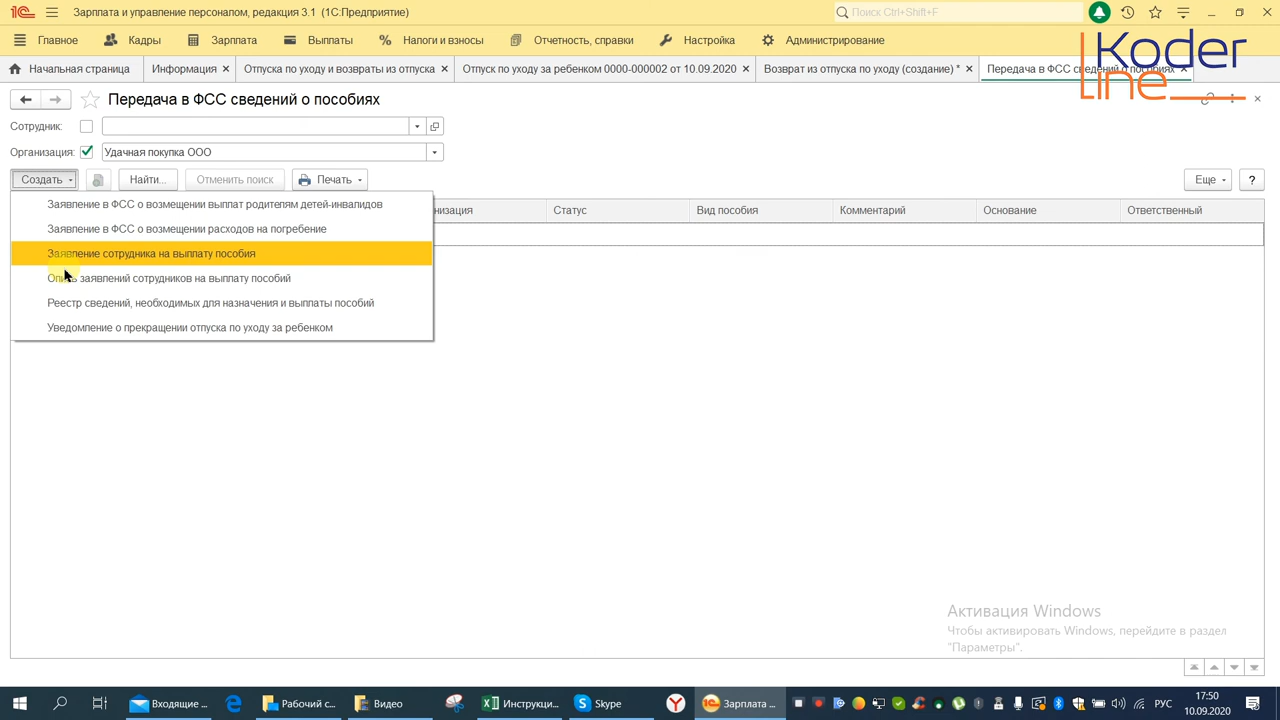 Зарплата и управление персоналом, редакция 3.1 (1С:Предприятие)
Поиск Ctrl+Shift+F
Главное Кадры Зарплата Выплаты Налоги и взносы Отчетность, справки Настройка Администрирование
Koder
line
Начальная страница Информация Отпуска по уходу и возвраты из отпуска по уходу за ребенком 0000-000002 от 10.09.2020 Возврат из отпуска по уходу (создание) * Передача в ФСС сведений о пособиях
Передача в ФСС сведений о пособиях
Сотрудник:
Организация: Удачная покупка ООО
Создать Найти... Отменить поиск Печать Еще ?
Заявление в ФСС о возмещении выплат родителям детей-инвалидов
низация Статус Вид пособия Комментарий Основание Ответственный
Заявление в ФСС о возмещении расходов на погребение
Заявление сотрудника на выплату пособия
заявлений сотрудников на выплату пособий
Реестр сведений, необходимых для назначения и выплаты пособий
Уведомление о прекращении отпуска по уходу за ребенком
Активация Windows
Чтобы активировать Windows, перейдите в раздел
"Параметры".
Входящие ... Рабочий с... Видео Инструкци... Skype Зарплата ... РУС
17:50
10.09.2020